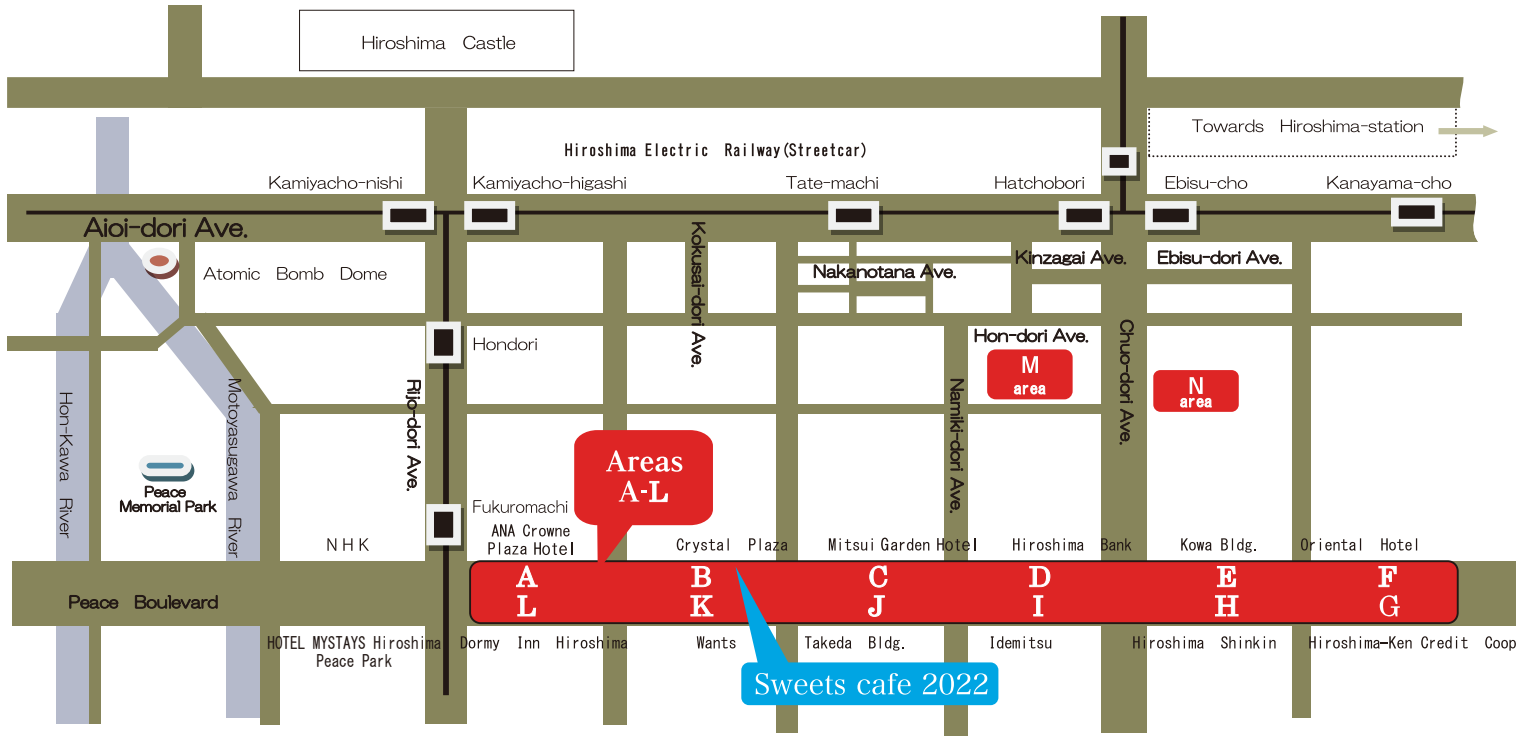 Hiroshima Castle
Towards Hiroshima-station
Hiroshima Electric Railway(Streetcar)
Kamiyacho-nishi
Kamiyacho-higashi
Tate-machi
Hatchobori
Ebisu-cho
Kanayama-cho
Aioi-dori Ave.
Atomic Bomb Dome
Kokusai-dori Ave.
Nakanotana Ave.
Kinzagai Ave.
Ebisu-dori Ave.
Hondori
Hon-dori Ave.
Chuo-dori Ave.
M
area
N
area
Hon-Kawa River
Motoyasugawa River
Rijo-dori Ave.
Namiki-dori Ave.
Areas
A-L
Peace
Memorial Park
Fukuromachi
NHK
ANA Crowne
Plaza Hotel
Crystal Plaza
Mitsui Garden Hotel
Hiroshima Bank
Kowa Bldg.
Oriental Hotel
A B C D E F
L K J I H G
Peace Boulevard
HOTEL MYSTAYS Hiroshima
Peace Park
Dormy Inn Hiroshima
Wants
Takeda Bldg.
Idemitsu
Hiroshima Shinkin
Hiroshima-Ken Credit Coop
Sweets cafe 2022